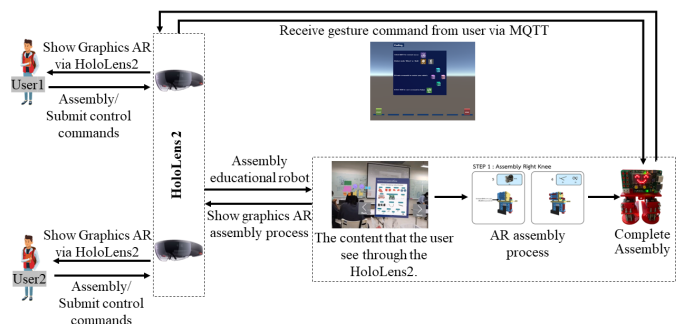 Receive gesture command from user via MQTT
Show Graphics AR
via HoloLens2
User1
Assembly/
Submit control
commands
HoloLens 2
Assembly
educational robot
Show graphics AR
assembly process
STEP 1 : Assembly Right Knee
The content that the user
see through the
HoloLens2.
AR assembly
process
Complete
Assembly
Show Graphics AR
via HoloLens2
User2
Assembly/
Submit control
commands